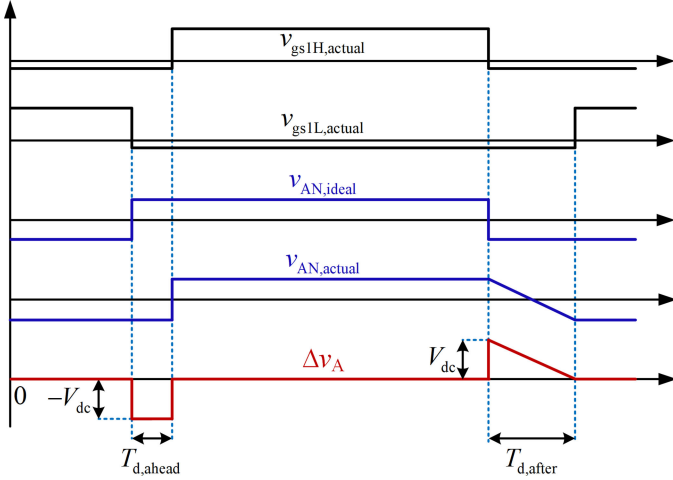 v_gs1H,actual
v_gs1L,actual
v_AN,ideal
v_AN,actual
Δv_A
V_dc
0
−V_dc
T_d,ahead
T_d,after